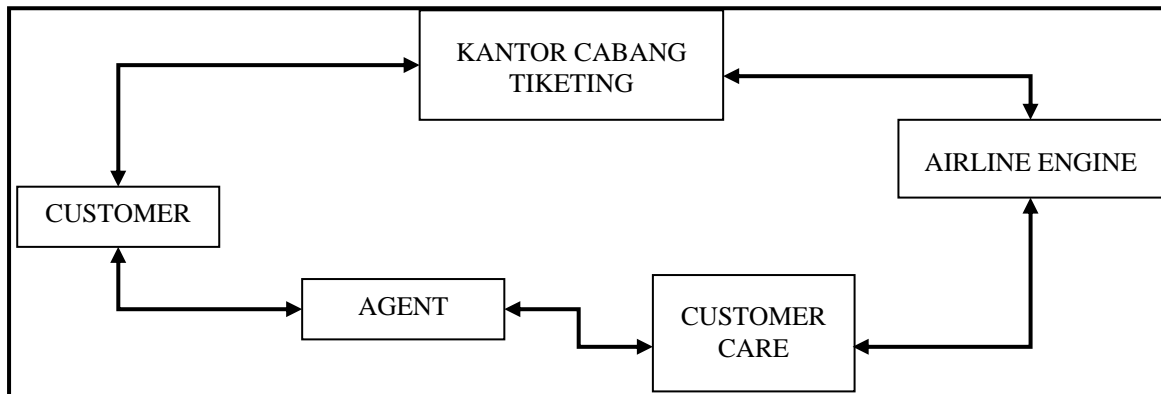 KANTOR CABANG
TIKETING
AIRLINE ENGINE
CUSTOMER
AGENT
CUSTOMER
CARE